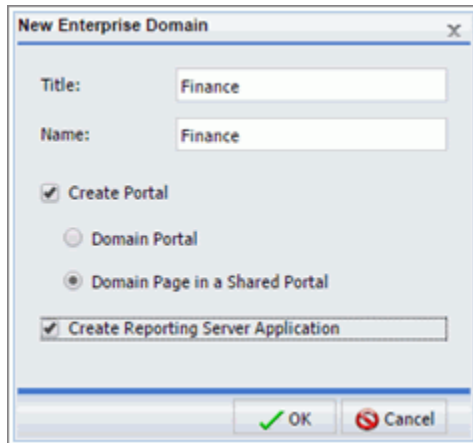 New Enterprise Domain
Title: Finance
Name: Finance
Create Portal
Domain Portal
Domain Page in a Shared Portal
Create Reporting Server Application
OK Cancel